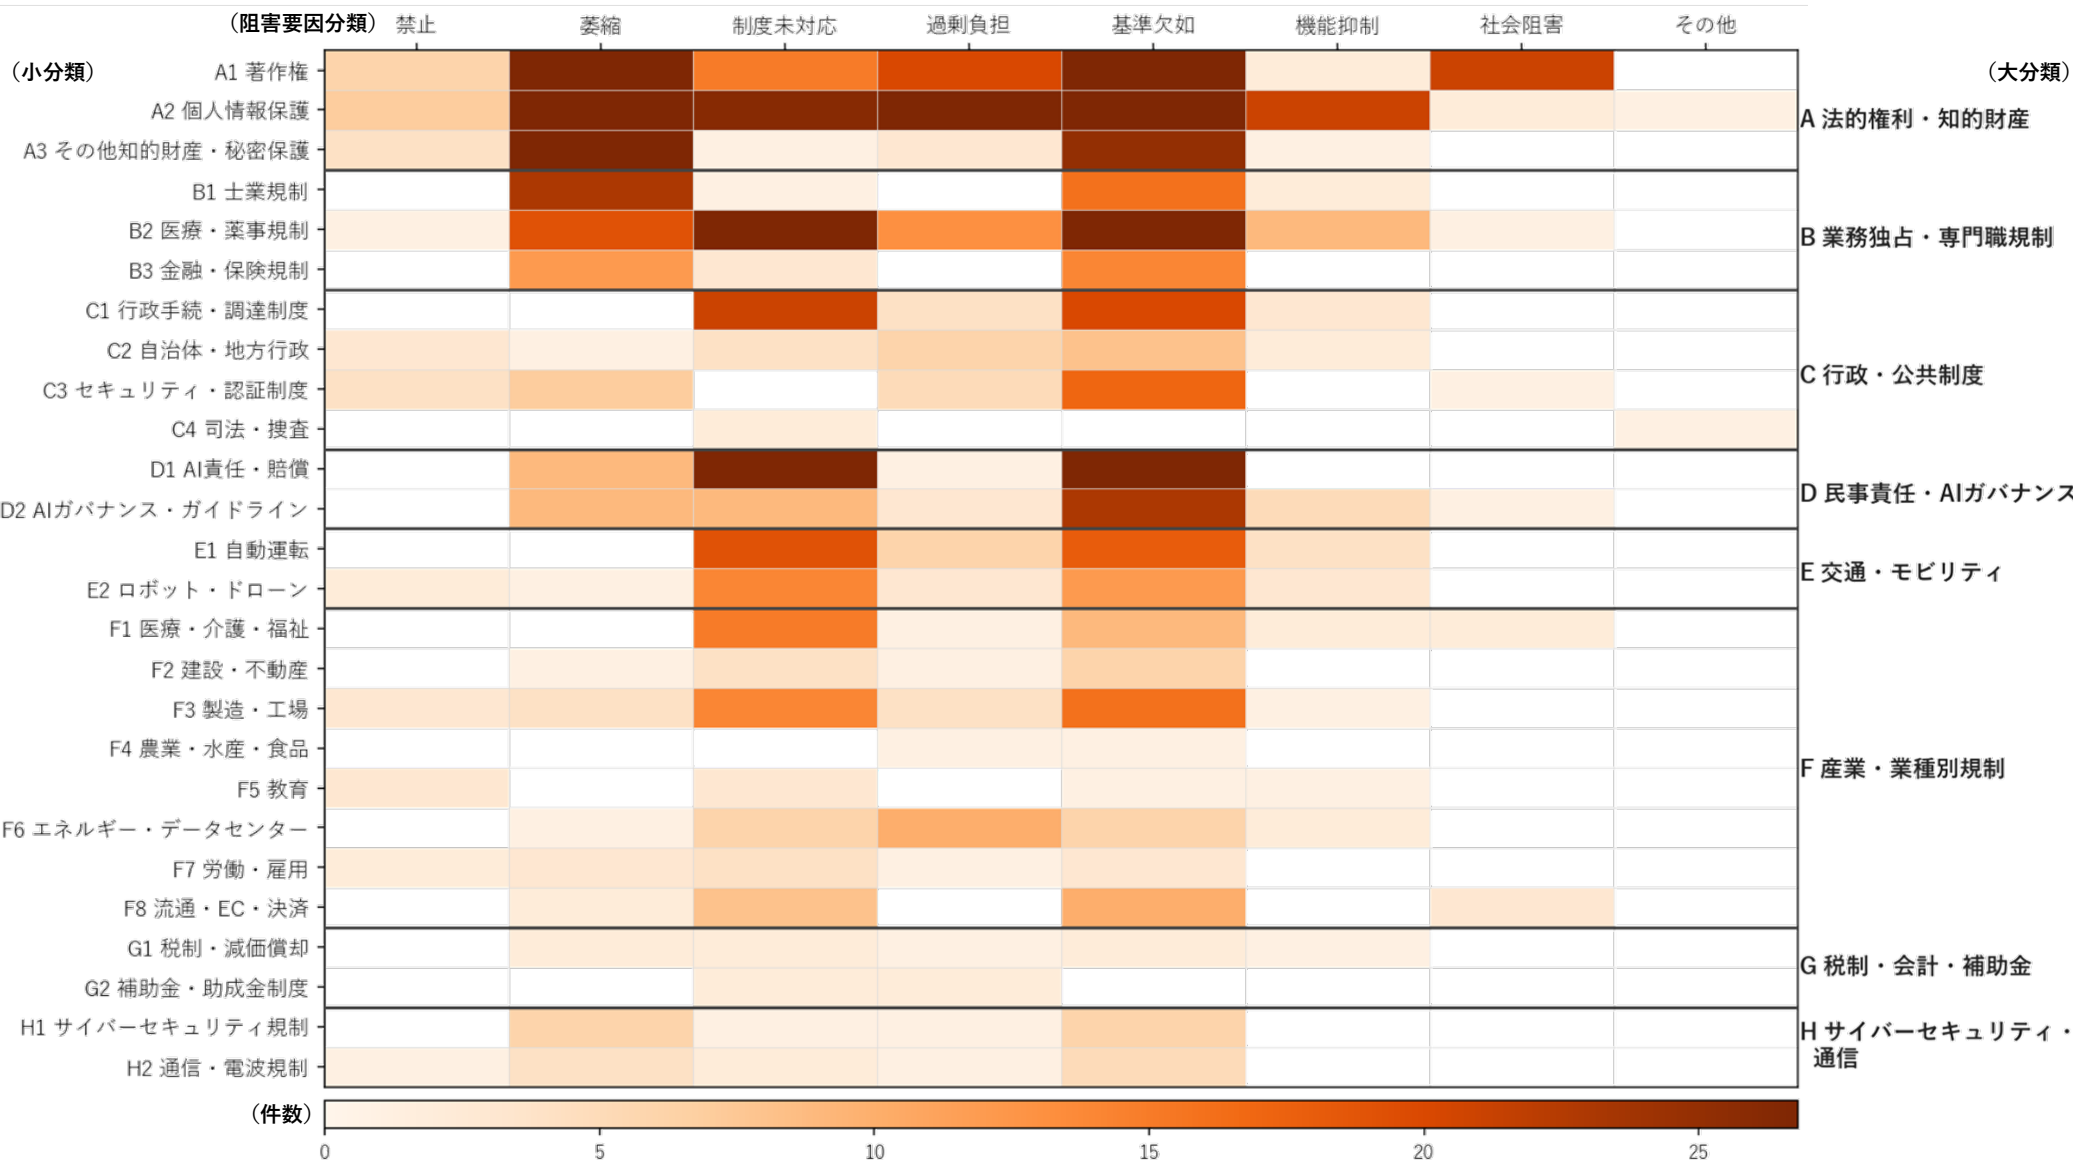 （阻害要因分類） 禁止 萎縮 制度未対応 過剰負担 基準欠如 機能抑制 社会阻害 その他
（小分類） （大分類）
A1 著作権
A2 個人情報保護
A 法的権利・知的財産
A3 その他知的財産・秘密保護
B1 士業規制
B2 医療・薬事規制
B 業務独占・専門職規制
B3 金融・保険規制
C1 行政手続・調達制度
C2 自治体・地方行政
C 行政・公共制度
C3 セキュリティ・認証制度
C4 司法・捜査
D1 AI責任・賠償
D 民事責任・AIガバナンス
D2 AIガバナンス・ガイドライン
E1 自動運転
E 交通・モビリティ
E2 ロボット・ドローン
F1 医療・介護・福祉
F2 建設・不動産
F3 製造・工場
F4 農業・水産・食品
F 産業・業種別規制
F5 教育
F6 エネルギー・データセンター
F7 労働・雇用
F8 流通・EC・決済
G1 税制・減価償却
G 税制・会計・補助金
G2 補助金・助成金制度
H1 サイバーセキュリティ規制
H サイバーセキュリティ・
通信
H2 通信・電波規制
（件数）
0 5 10 15 20 25